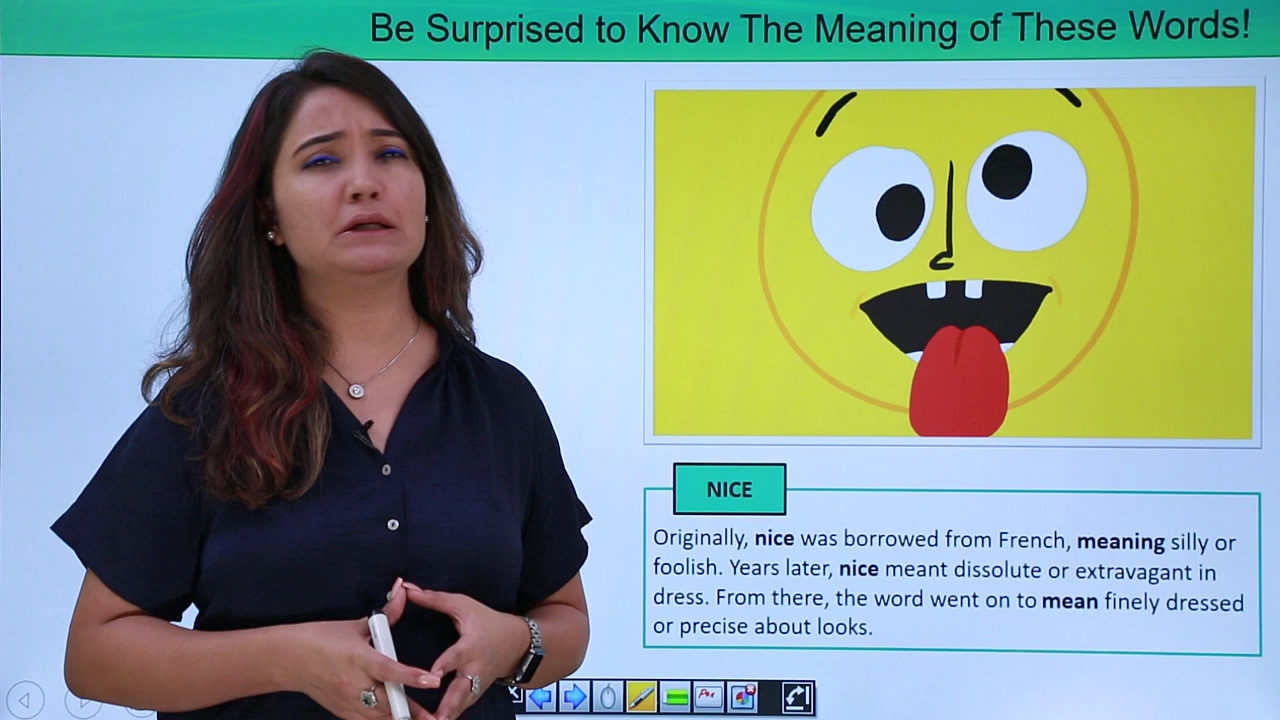 Be Surprised to Know The Meaning of These Words!
NICE
Originally, nice was borrowed from French, meaning silly or
foolish. Years later, nice meant dissolute or extravagant in
dress. From there, the word went on to mean finely dressed
or precise about looks.